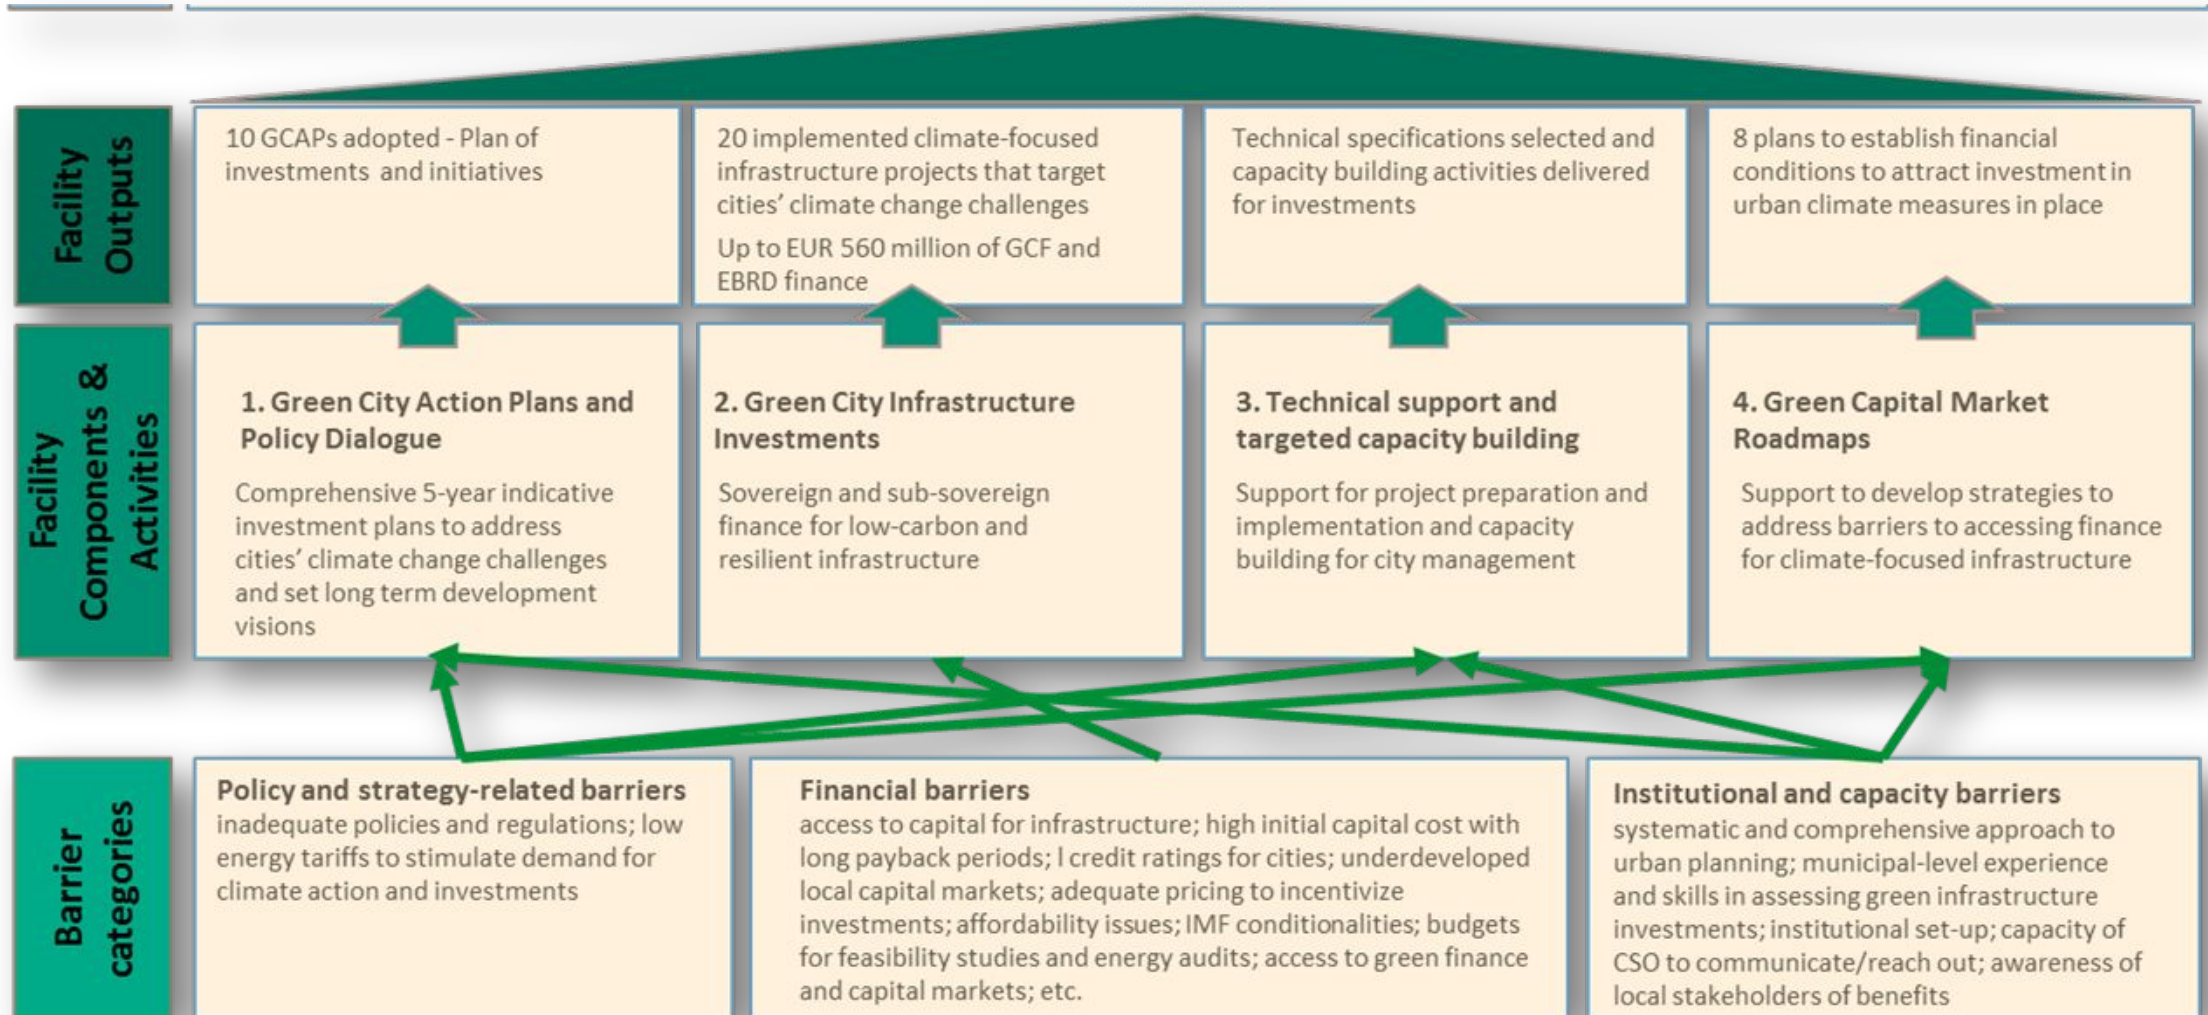 Facility
Outputs
10 GCAPs adopted - Plan of
investments and initiatives
20 implemented climate-focused
infrastructure projects that target
cities' climate change challenges
Up to EUR 560 million of GCF and
EBRD finance
Technical specifications selected and
capacity building activities delivered
for investments
8 plans to establish financial
conditions to attract investment in
urban climate measures in place
Facility
Components &
Activities
1. Green City Action Plans and
Policy Dialogue
Comprehensive 5-year indicative
investment plans to address
cities' climate change challenges
and set long term development
visions
2. Green City Infrastructure
Investments
Sovereign and sub-sovereign
finance for low-carbon and
resilient infrastructure
3. Technical support and
targeted capacity building
Support for project preparation and
implementation and capacity
building for city management
4. Green Capital Market
Roadmaps
Support to develop strategies to
address barriers to accessing finance
for climate-focused infrastructure
Barrier
categories
Policy and strategy-related barriers
inadequate policies and regulations; low
energy tariffs to stimulate demand for
climate action and investments
Financial barriers
access to capital for infrastructure; high initial capital cost with
long payback periods; l credit ratings for cities; underdeveloped
local capital markets; adequate pricing to incentivize
investments; affordability issues; IMF conditionalities; budgets
for feasibility studies and energy audits; access to green finance
and capital markets; etc.
Institutional and capacity barriers
systematic and comprehensive approach to
urban planning; municipal-level experience
and skills in assessing green infrastructure
investments; institutional set-up; capacity of
CSO to communicate/reach out; awareness of
local stakeholders of benefits